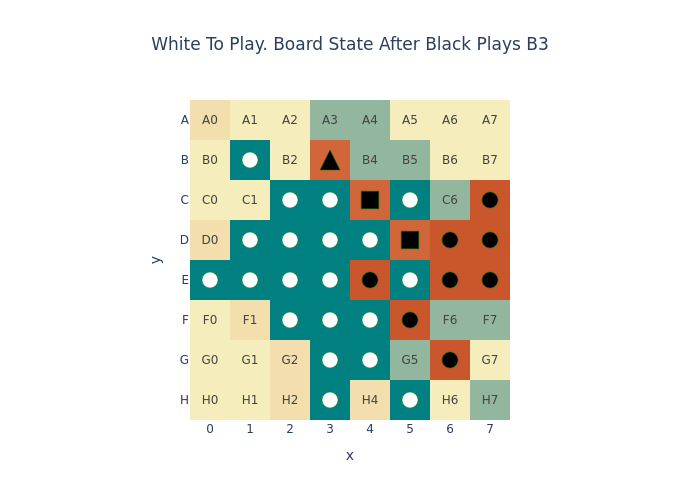 White To Play. Board State After Black Plays B3
A A0 A1 A2 A3 A4 A5 A6 A7
B B0 B2 B4 B5 B6 B7
C C0 C1 C6
D D0
y
E
F F0 F1 F6 F7
G G0 G1 G2 G5 G7
H H0 H1 H2 H4 H6 H7
0 1 2 3 4 5 6 7
x